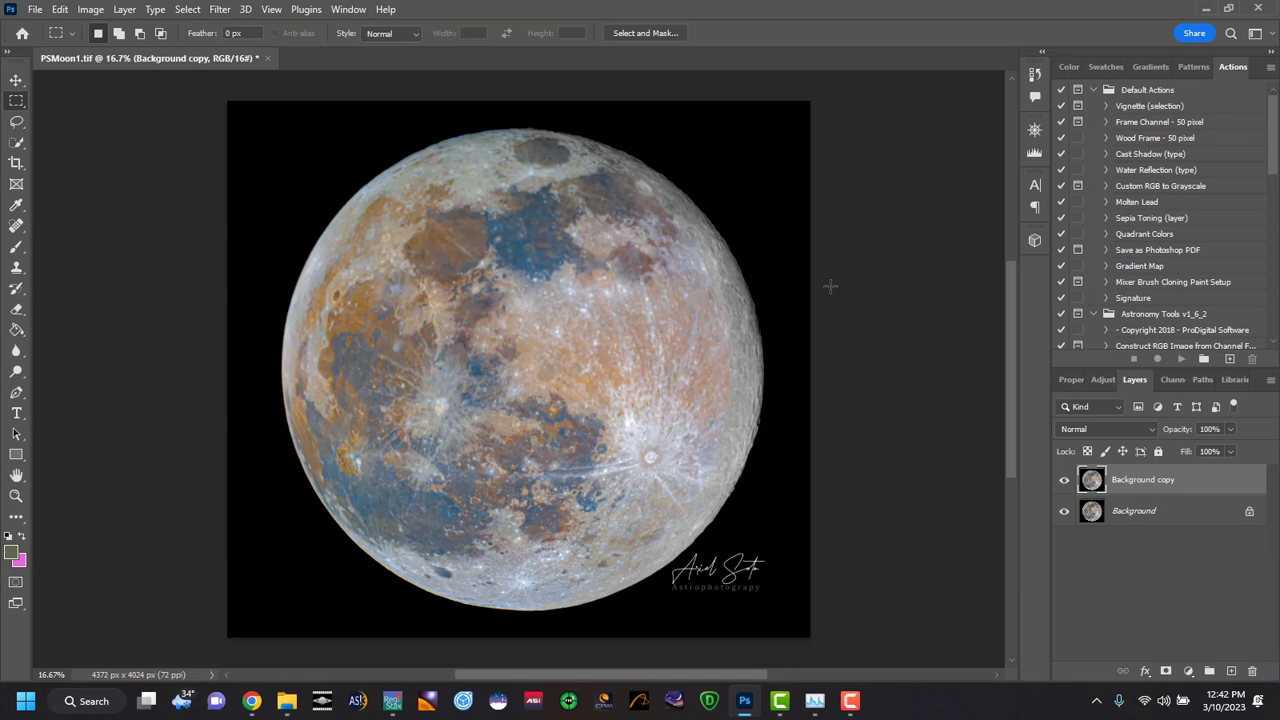 File Edit Image Layer Type Select Filter 3D View Plugins Window Help
Feather: 0 px Anti-alias Style: Normal Width: Height: Select and Mask... Share
PSMoon1.tif @ 16.7% (Background copy, RGB/16#) *
Color Swatches Gradients Patterns Actions
Default Actions
Vignette (selection)
Frame Channel - 50 pixel
Wood Frame - 50 pixel
Cast Shadow (type)
Water Reflection (type)
Custom RGB to Grayscale
Molten Lead
Sepia Toning (layer)
Quadrant Colors
Save as Photoshop PDF
Gradient Map
Mixer Brush Cloning Paint Setup
Signature
Astronomy Tools v1_6_2
- Copyright 2018 - ProDigital Software
Construct RGB Image from C...
Proper Adjust Layers Chann Paths Librarie
Kind
Normal Opacity: 100%
Lock: Fill: 100%
Background copy
Background
Ariel Soto
Astrophotograpy
16.67% 4372 px x 4024 px (72 ppi)
Search 34° 12:42 PM
3/10/2023